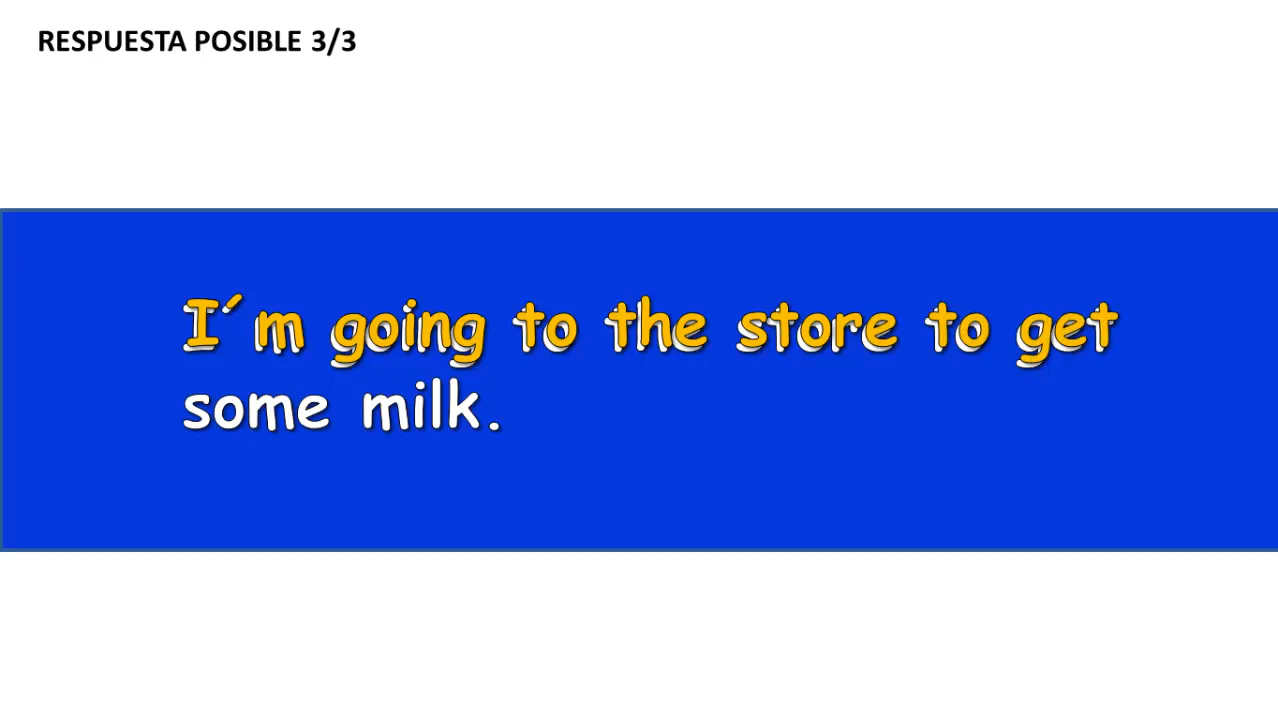 RESPUESTA POSIBLE 3/3
I´m going to the store to get
some milk.